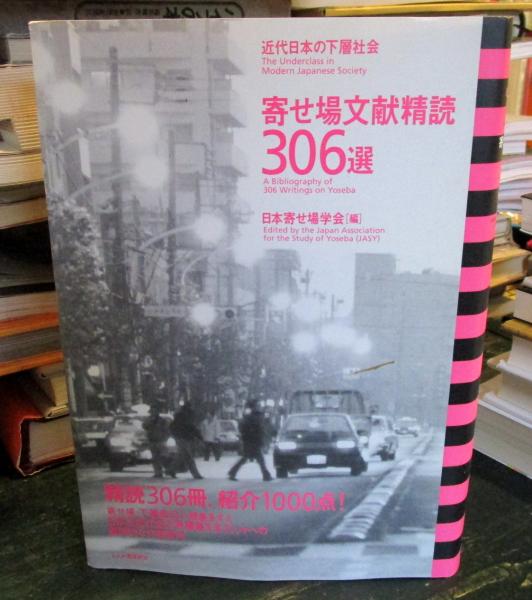 近代日本の下層社会
The Underclass in
Modern Japanese Society
寄せ場文献精読
306選
A Bibliography of
306 Writings on Yoseba
日本寄せ場学会［編］
Edited by the Japan Association
for the Study of Yoseba (JASY)
精読306冊、紹介1000点！